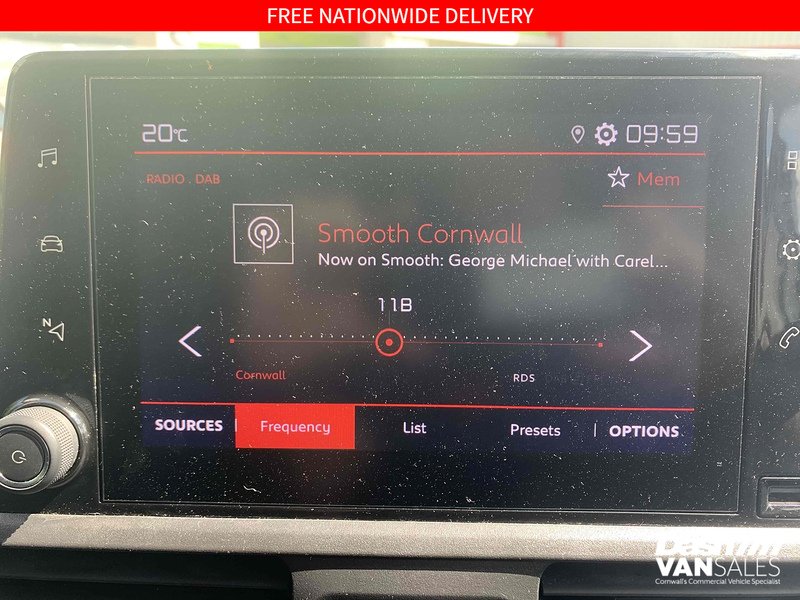 FREE NATIONWIDE DELIVERY
20°C
09:59
RADIO . DAB
Mem
Smooth Cornwall
Now on Smooth: George Michael with Carel...
11B
N
Cornwall
RDS
SOURCES | Frequency List Presets | OPTIONS
VANSALES
Cornwall's Commercial Vehicle Specialist